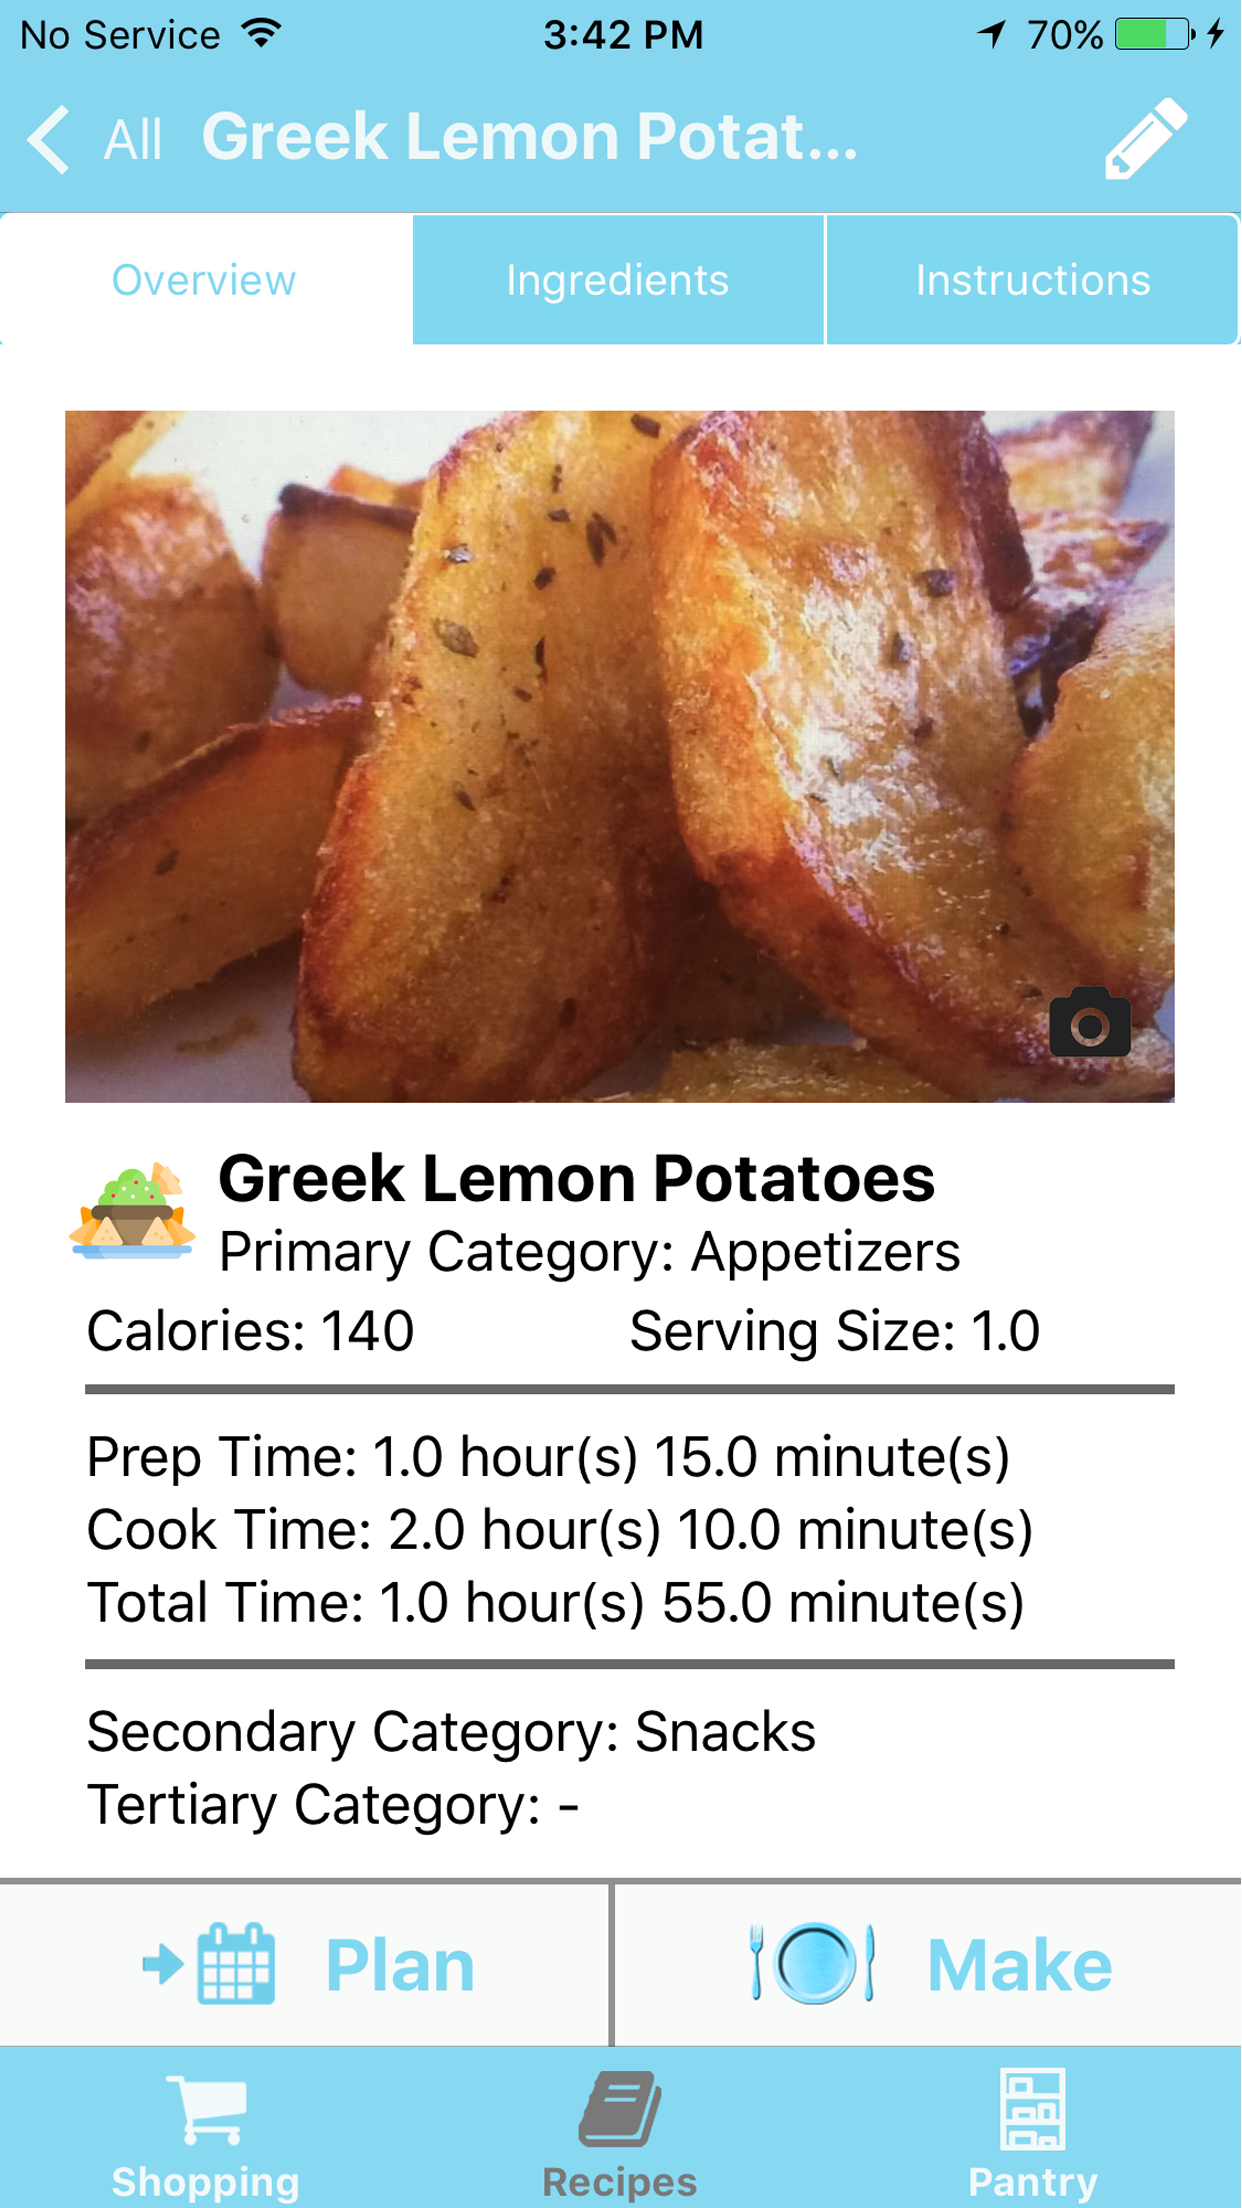 No Service 3:42 PM 70%
All Greek Lemon Potat...
Overview Ingredients Instructions
Greek Lemon Potatoes
Primary Category: Appetizers
Calories: 140 Serving Size: 1.0
Prep Time: 1.0 hour(s) 15.0 minute(s)
Cook Time: 2.0 hour(s) 10.0 minute(s)
Total Time: 1.0 hour(s) 55.0 minute(s)
Secondary Category: Snacks
Tertiary Category: -
Plan Make
Shopping Recipes Pantry